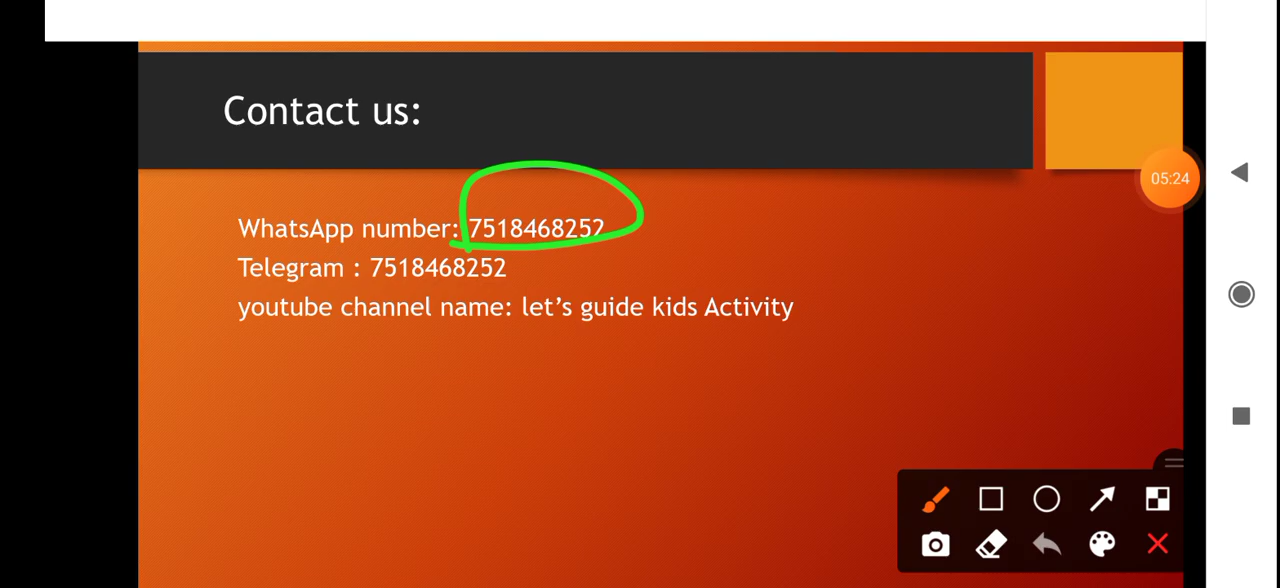 Contact us:
05:24
WhatsApp number: 7518468252
Telegram : 7518468252
youtube channel name: let’s guide kids Activity